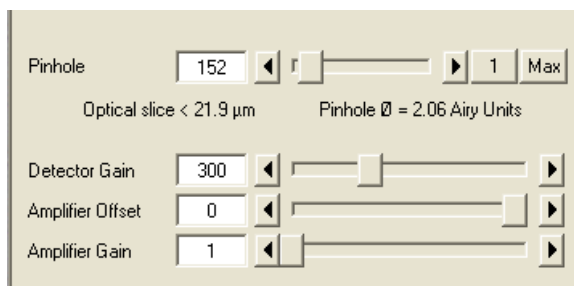 Pinhole 152 1 Max
Optical slice < 21.9 µm Pinhole Ø = 2.06 Airy Units
Detector Gain 300
Amplifier Offset 0
Amplifier Gain 1